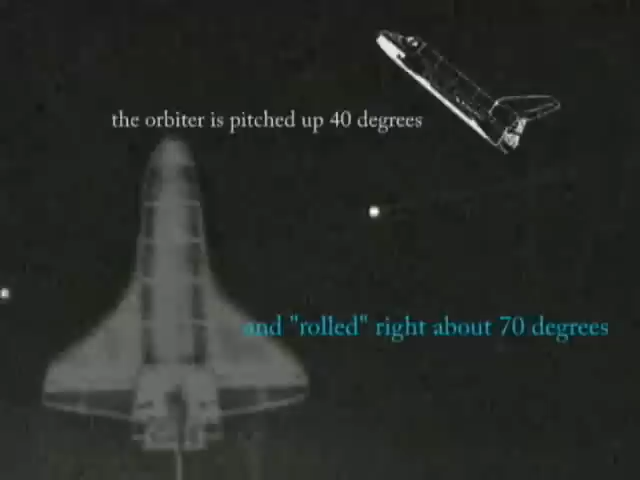 the orbiter is pitched up 40 degrees
and "rolled" right about 70 degrees